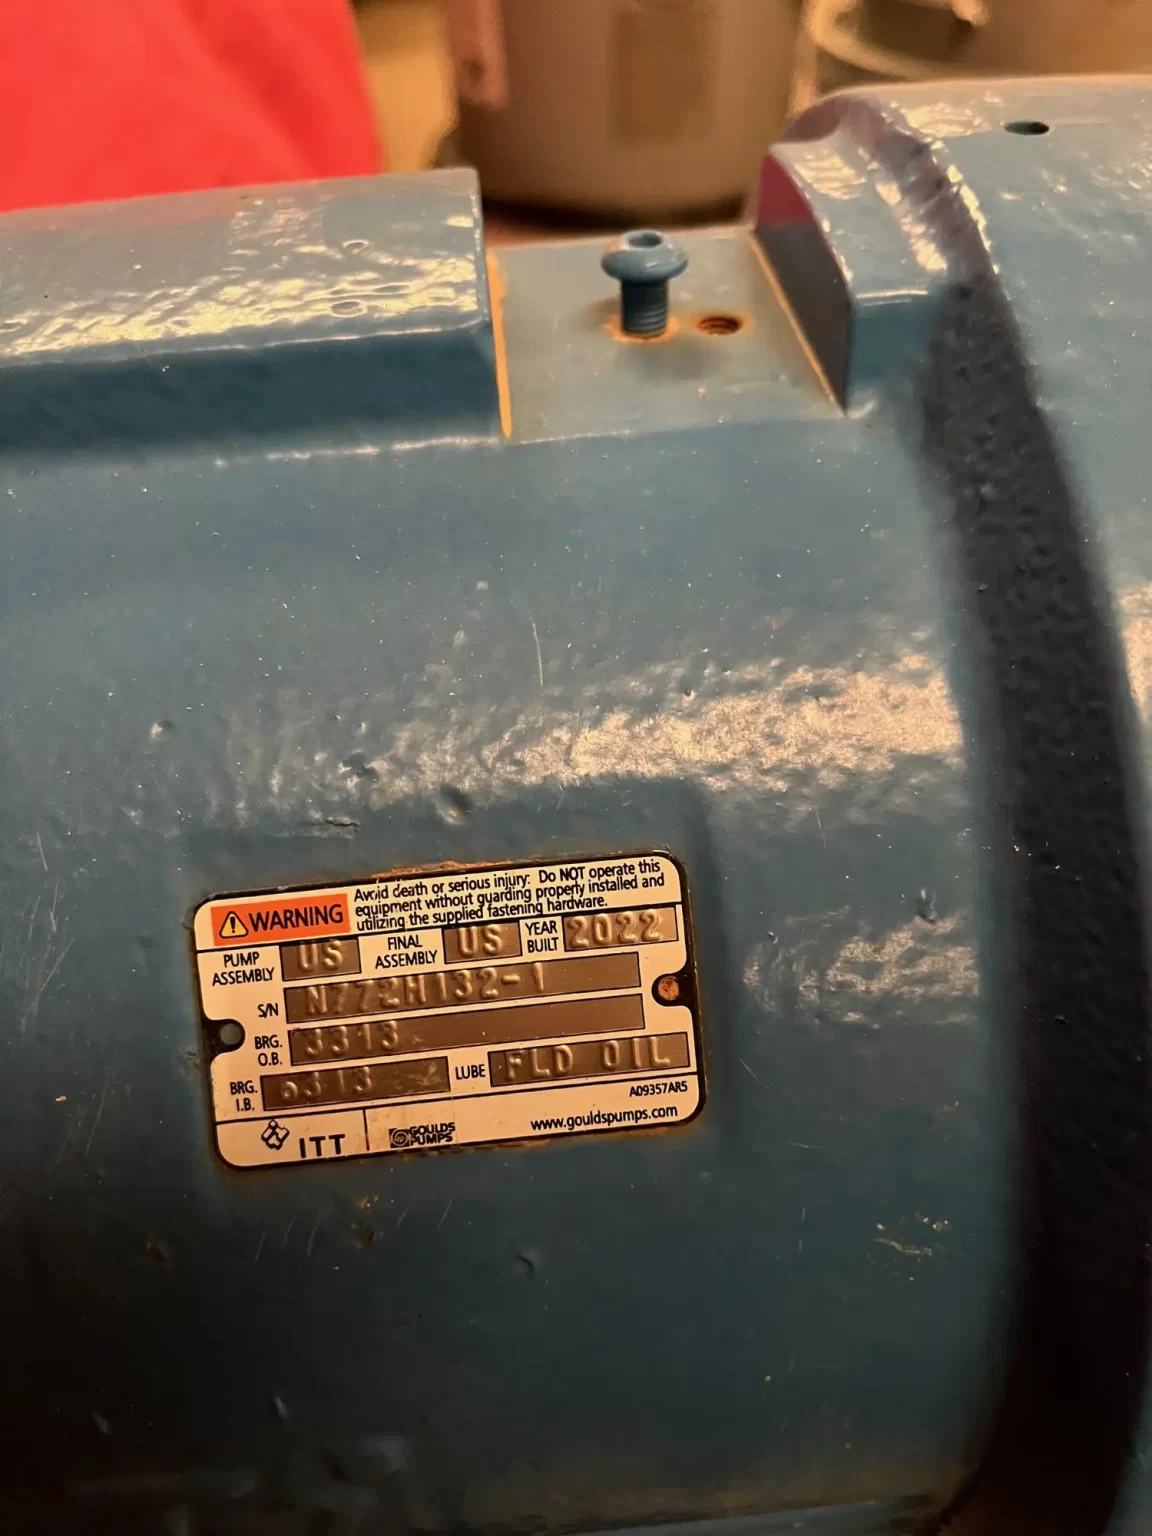 WARNING
Avoid death or serious injury. Do NOT operate this
equipment without guarding properly installed and
utilizing the supplied fastening hardware.
PUMP ASSEMBLY US FINAL ASSEMBLY US YEAR BUILT 2022
S/N N772H132-1
BRG. O.B. 3313
BRG. I.B. 6313 LUBE FLD OIL
A09357AR5
ITT GOULDS PUMPS www.gouldspumps.com